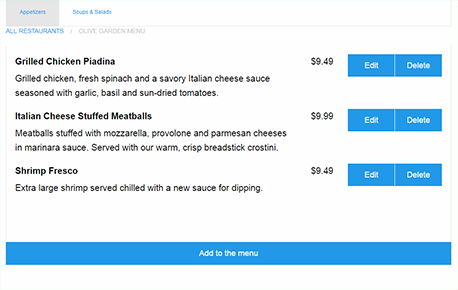 Appetizers Soups & Salads
ALL RESTAURANTS / OLIVE GARDEN MENU
Grilled Chicken Piadina $9.49 Edit Delete
Grilled chicken, fresh spinach and a savory Italian cheese sauce
seasoned with garlic, basil and sun-dried tomatoes.
Italian Cheese Stuffed Meatballs $9.99 Edit Delete
Meatballs stuffed with mozzarella, provolone and parmesan cheeses
in marinara sauce. Served with our warm, crisp breadstick crostini.
Shrimp Fresco $9.49 Edit Delete
Extra large shrimp served chilled with a new sauce for dipping.
Add to the menu